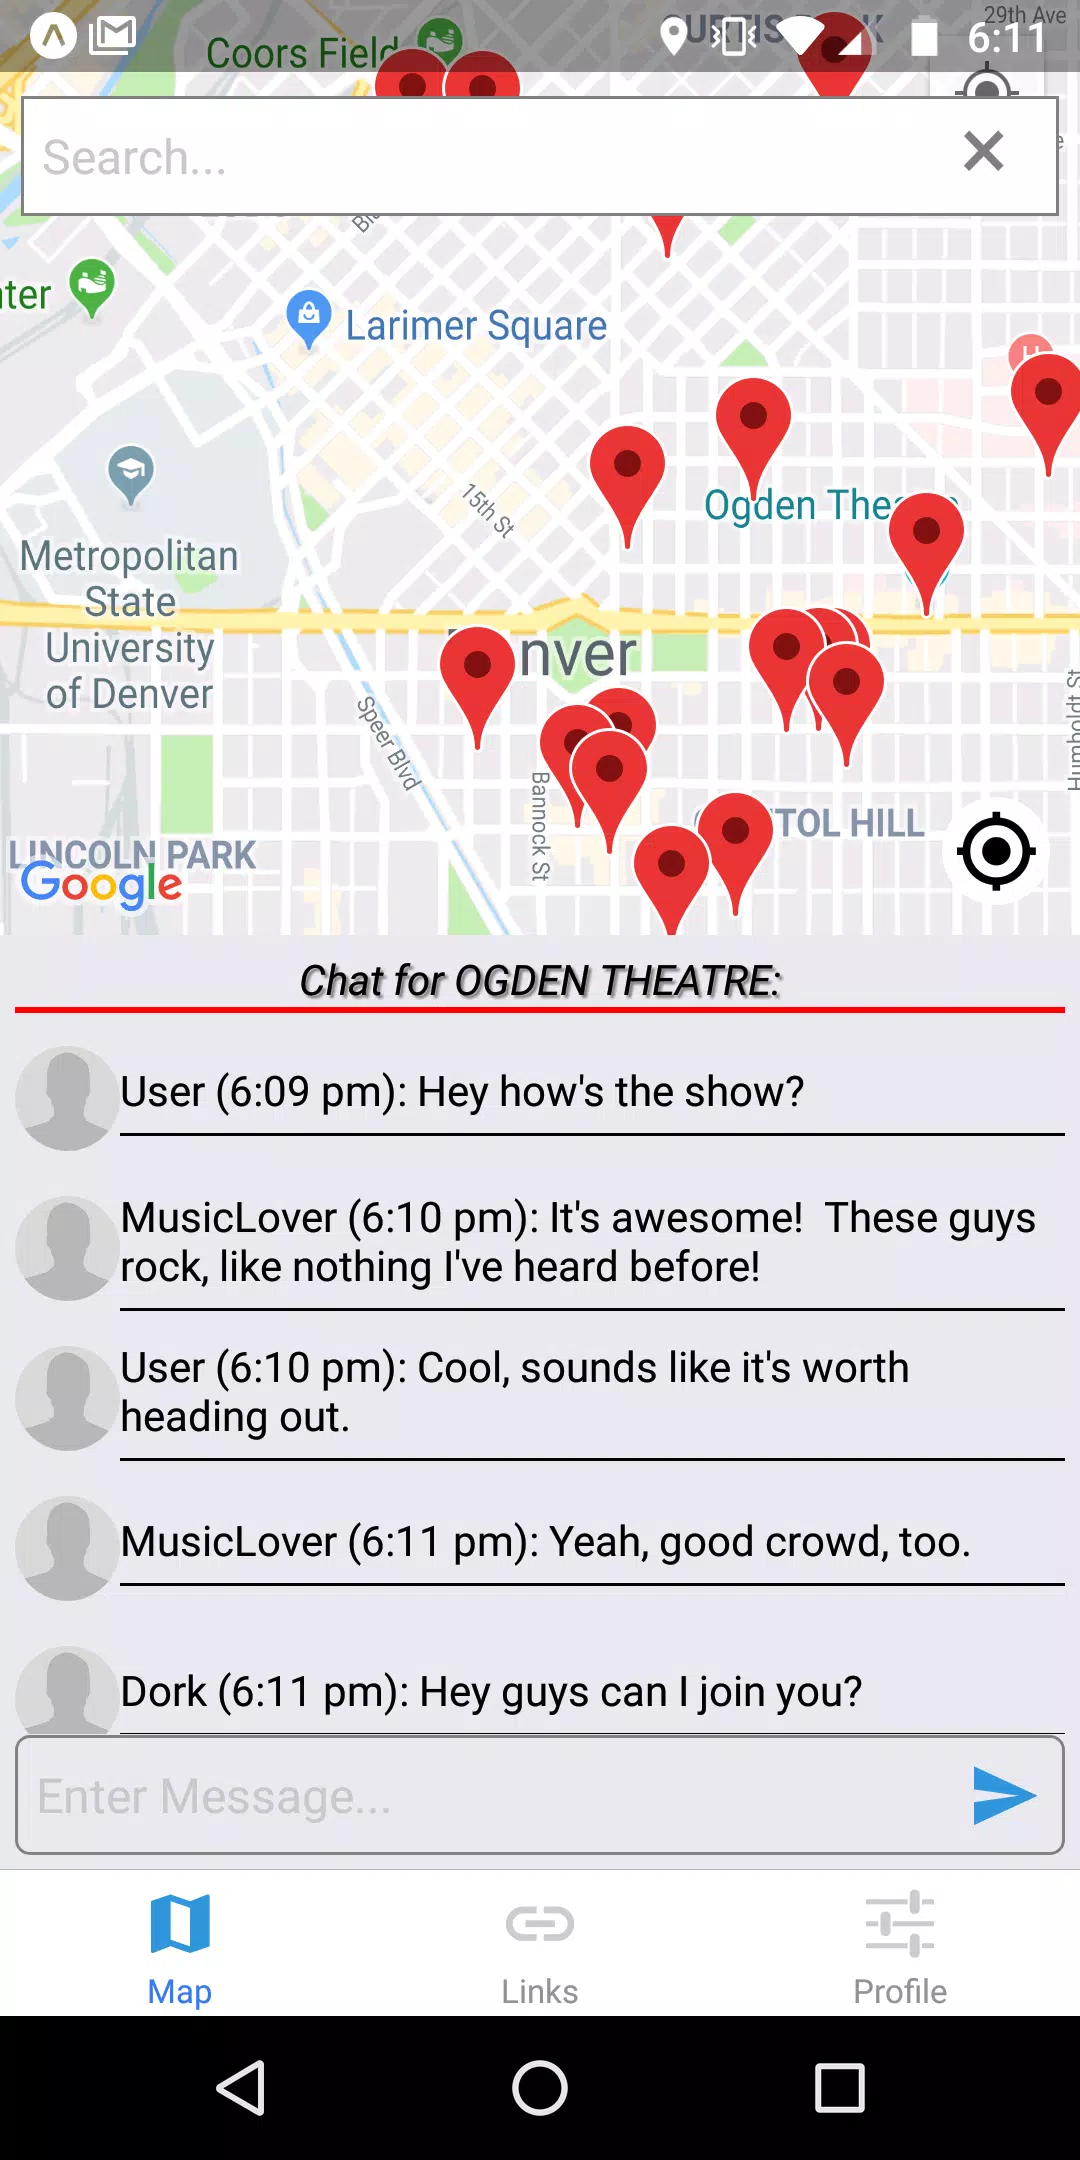 29th Ave
6:11
Coors Field
Search...
Larimer Square
15th St
Ogden
Metropolitan
State
University
of Denver
Speer Blvd
Bannock St
Humboldt St
HILL
LINCOLN PARK
Google
Chat for OGDEN THEATRE:
User (6:09 pm): Hey how's the show?
MusicLover (6:10 pm): It's awesome!  These guys
rock, like nothing I've heard before!
User (6:10 pm): Cool, sounds like it's worth
heading out.
MusicLover (6:11 pm): Yeah, good crowd, too.
Dork (6:11 pm): Hey guys can I join you?
Enter Message...
Map
Links
Profile